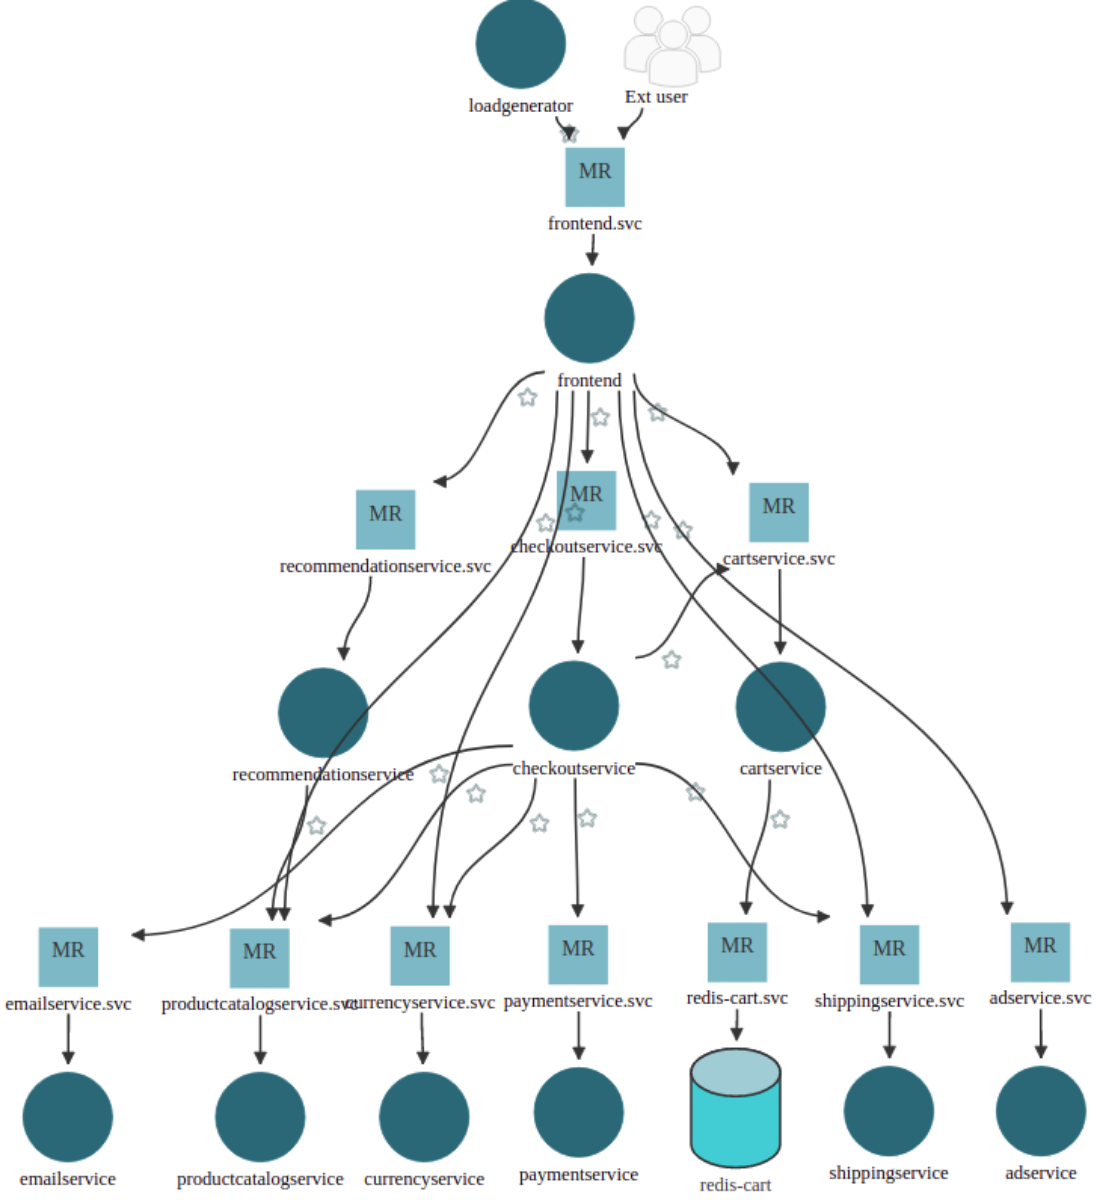 loadgenerator
Ext user
MR
frontend.svc
frontend
MR
MR
MR
recommendationservice.svc
checkoutservice.svc
cartservice.svc
recommendationservice
checkoutservice
cartservice
MR
MR
MR
MR
MR
MR
MR
emailservice.svc
productcatalogservice.svc
currencyservice.svc
paymentservice.svc
redis-cart.svc
shippingservice.svc
adservice.svc
emailservice
productcatalogservice
currencyservice
paymentservice
redis-cart
shippingservice
adservice